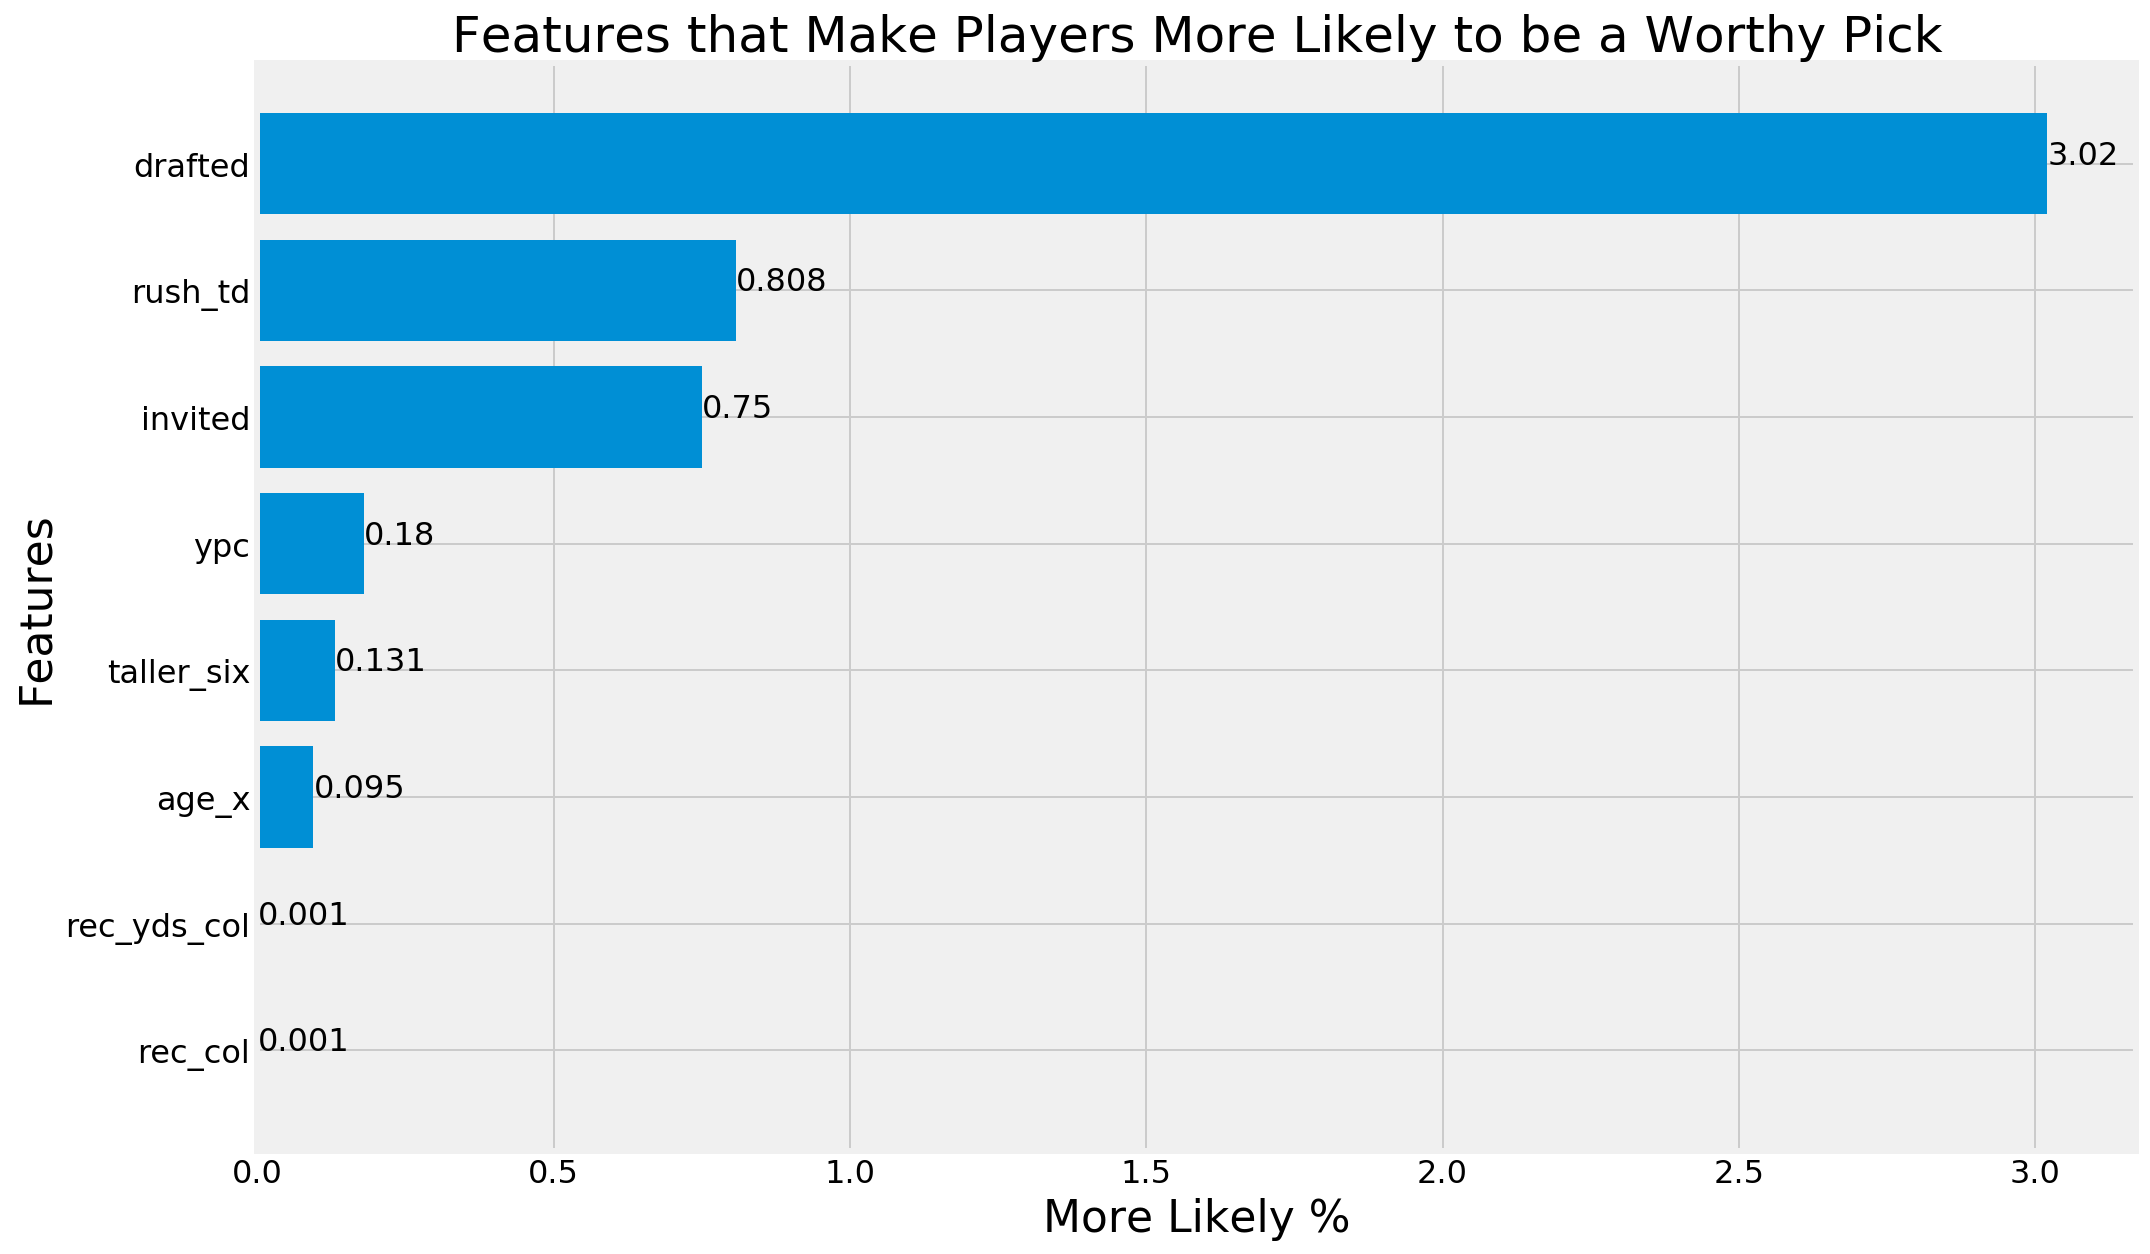 Features that Make Players More Likely to be a Worthy Pick
Features
drafted
3.02
rush_td
0.808
invited
0.75
ypc
0.18
taller_six
0.131
age_x
0.095
rec_yds_col
0.001
rec_col
0.001
0.0 0.5 1.0 1.5 2.0 2.5 3.0
More Likely %